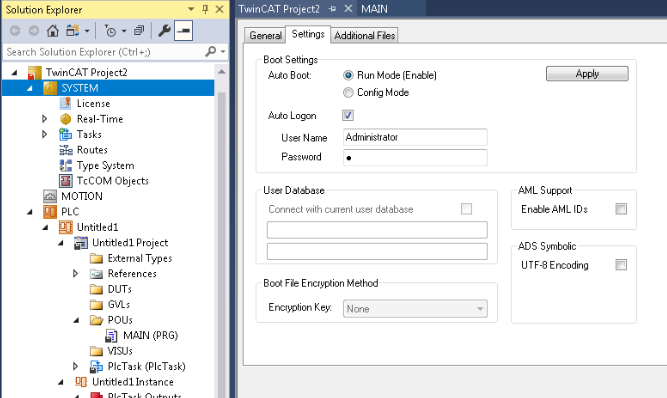 Solution Explorer
Search Solution Explorer (Ctrl+;)
TwinCAT Project2
SYSTEM
License
Real-Time
Tasks
Routes
Type System
TcCOM Objects
MOTION
PLC
Untitled1
Untitled1 Project
External Types
References
DUTs
GVLs
POUs
MAIN (PRG)
VISUs
PlcTask (PlcTask)
Untitled1 Instance
PlcTask Outputs
TwinCAT Project2 MAIN
General Settings Additional Files
Boot Settings
Auto Boot: Run Mode (Enable) Apply
Config Mode
Auto Logon
User Name Administrator
Password
User Database
Connect with current user database
AML Support
Enable AML IDs
ADS Symbolic
UTF-8 Encoding
Boot File Encryption Method
Encryption Key: None